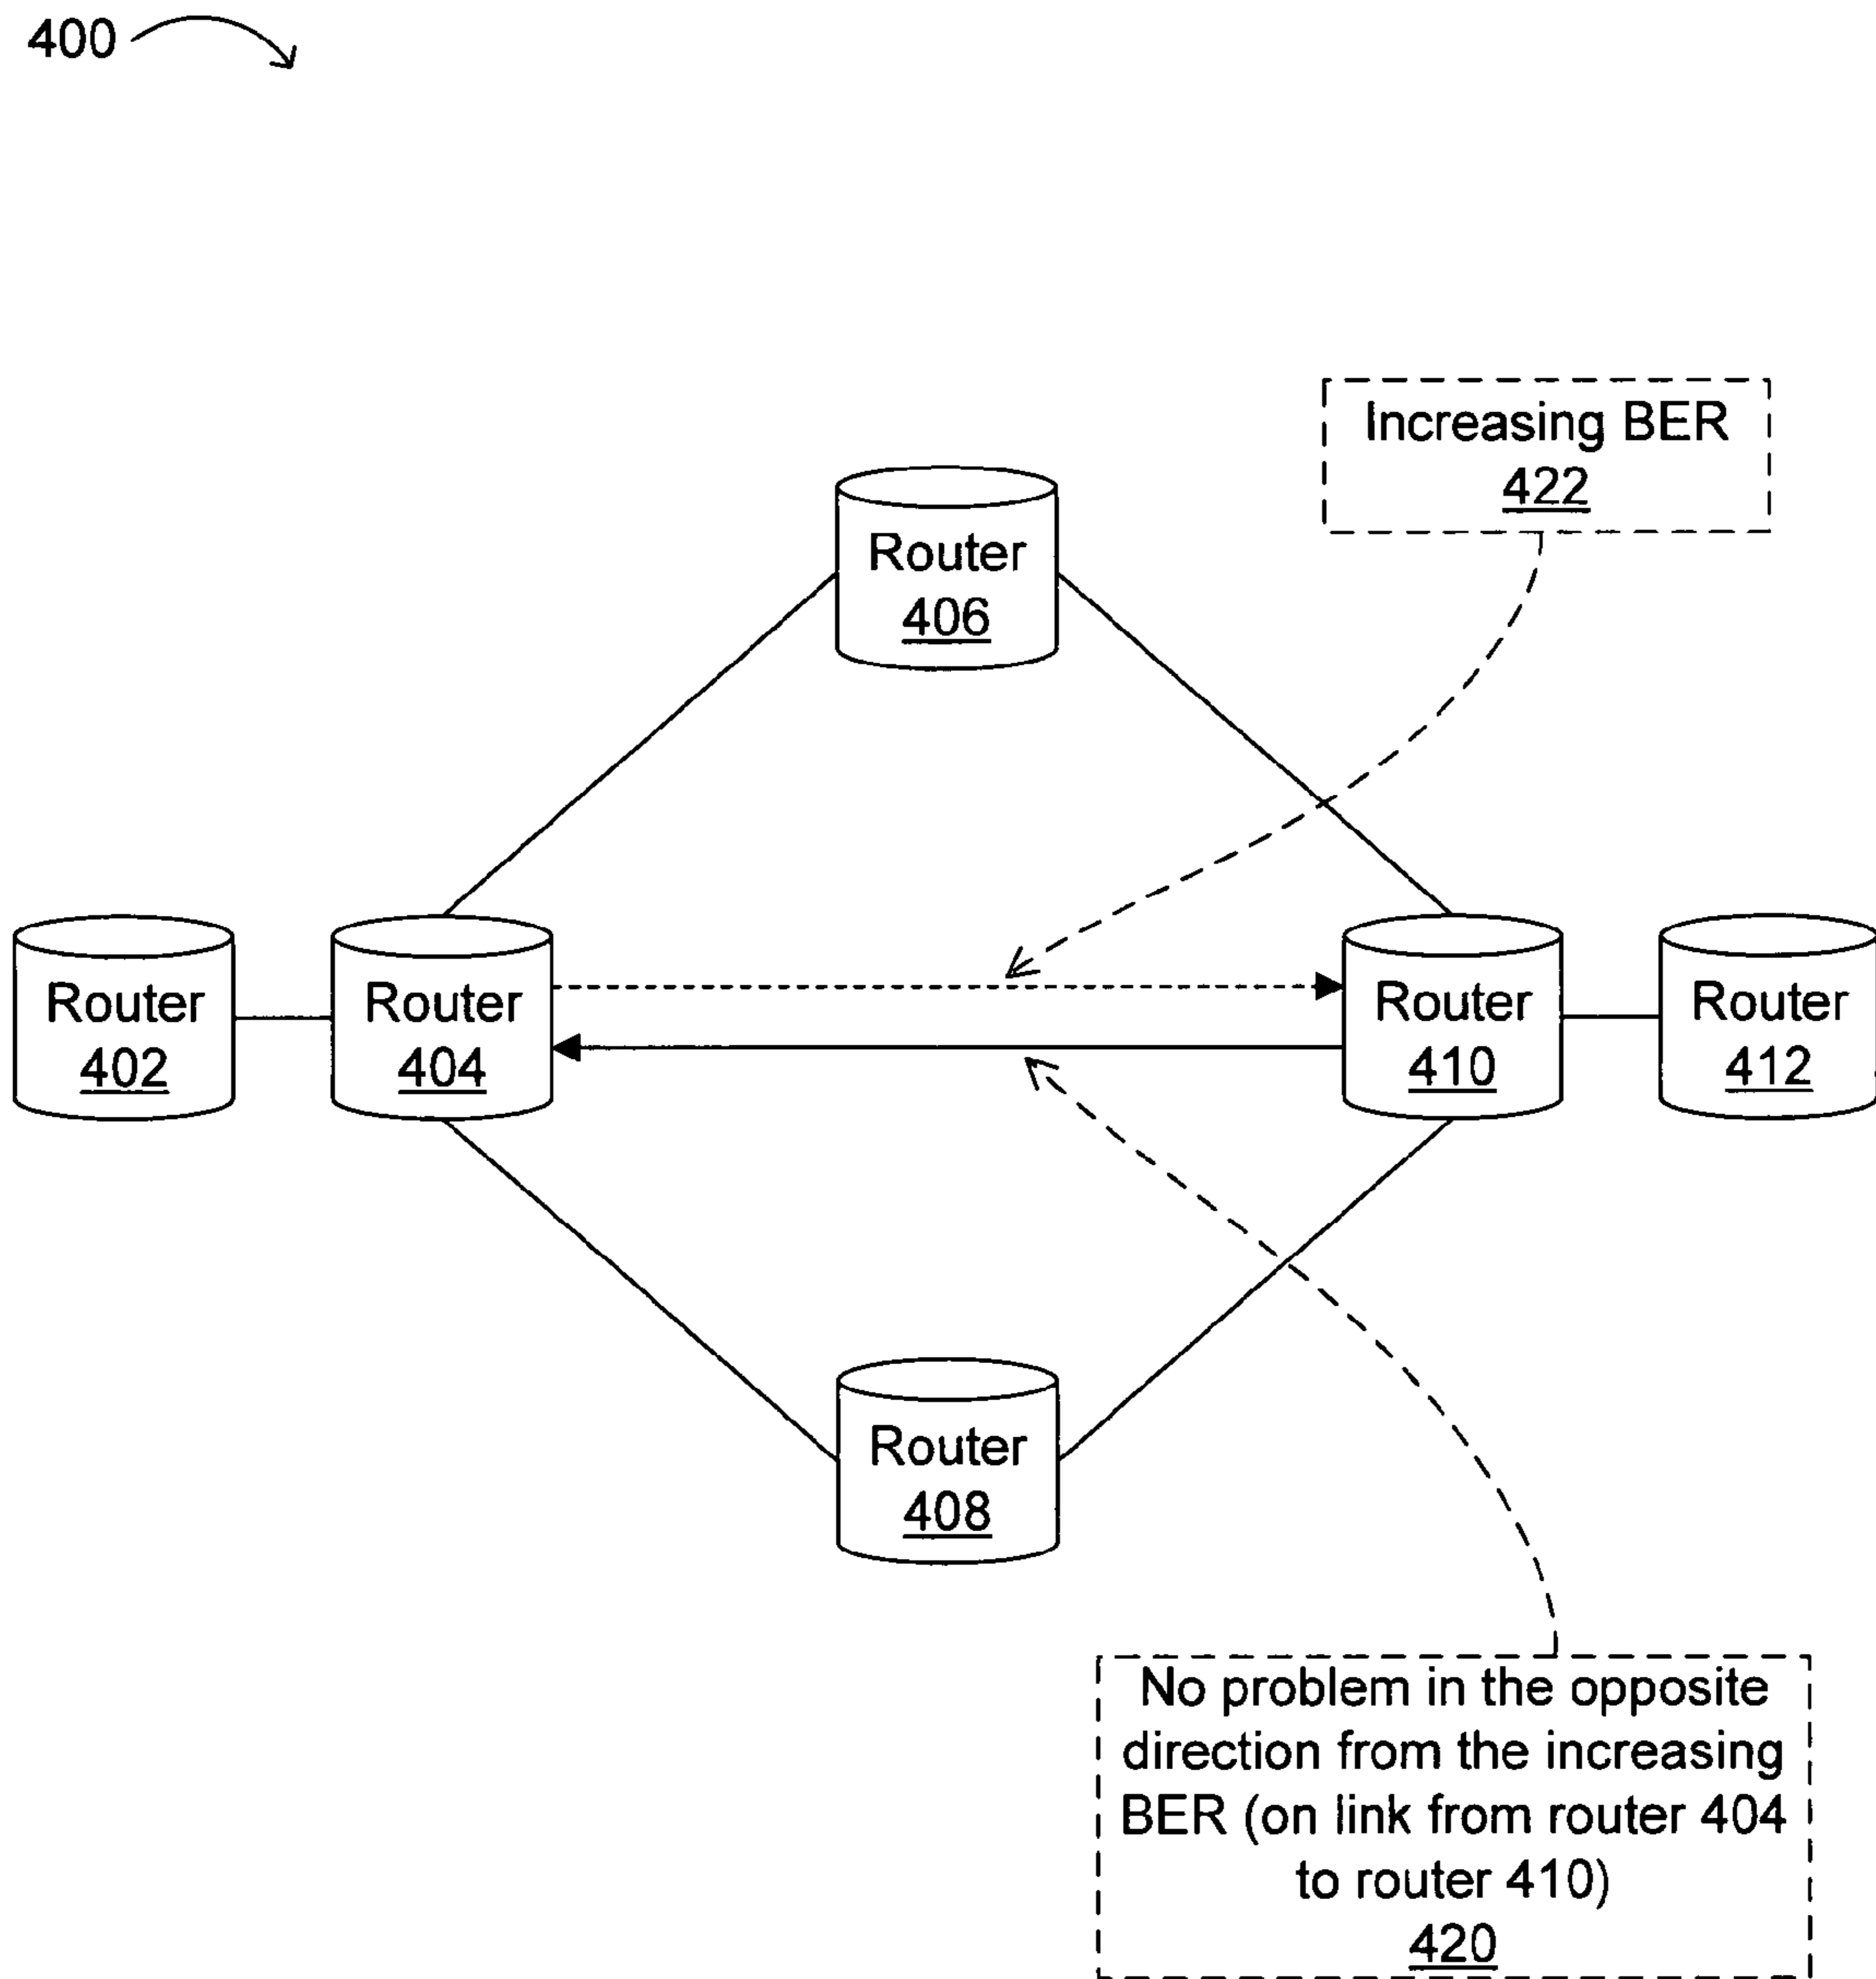 400
Increasing BER
422
Router
406
Router
402
Router
404
Router
410
Router
412
Router
408
No problem in the opposite
direction from the increasing
BER (on link from router 404
to router 410)
420